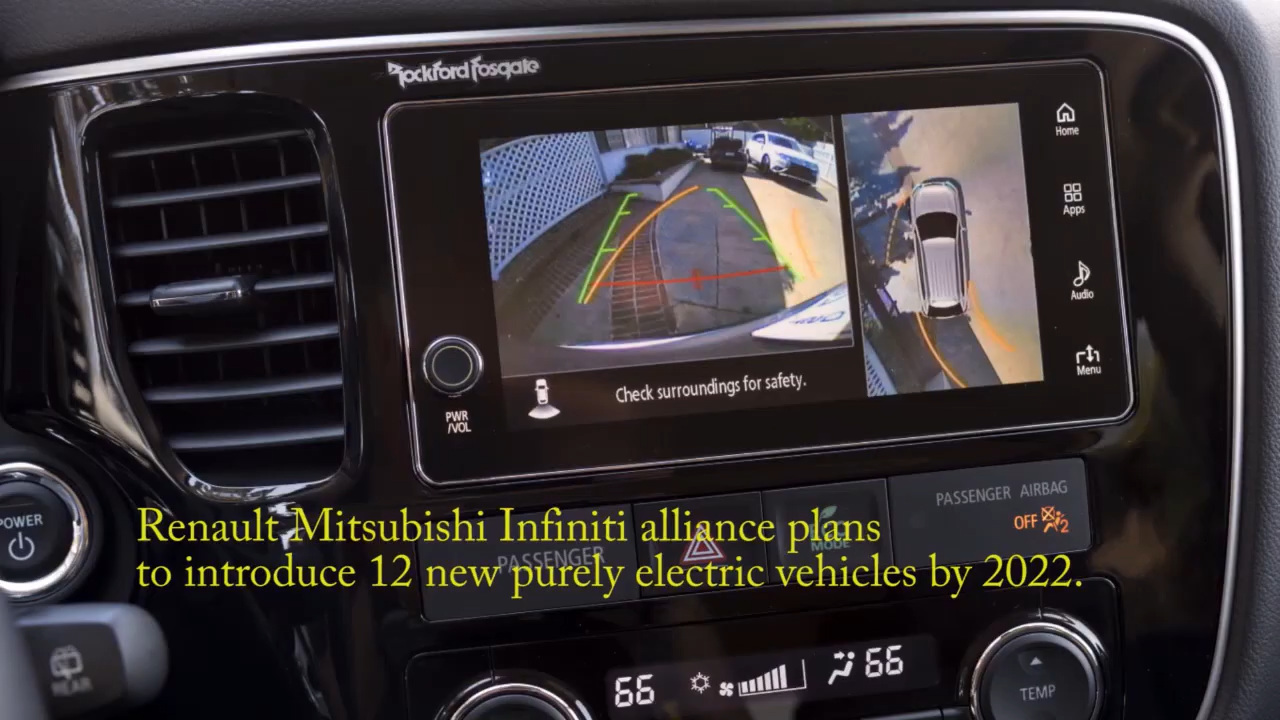 Rockford Fosgate
Home
Apps
Audio
Menu
Check surroundings for safety.
PWR
/VOL
POWER
PASSENGER AIRBAG
OFF 2
Renault Mitsubishi Infiniti alliance plans
PASSENGER
MODE
to introduce 12 new purely electric vehicles by 2022.
REAR
66
66
TEMP